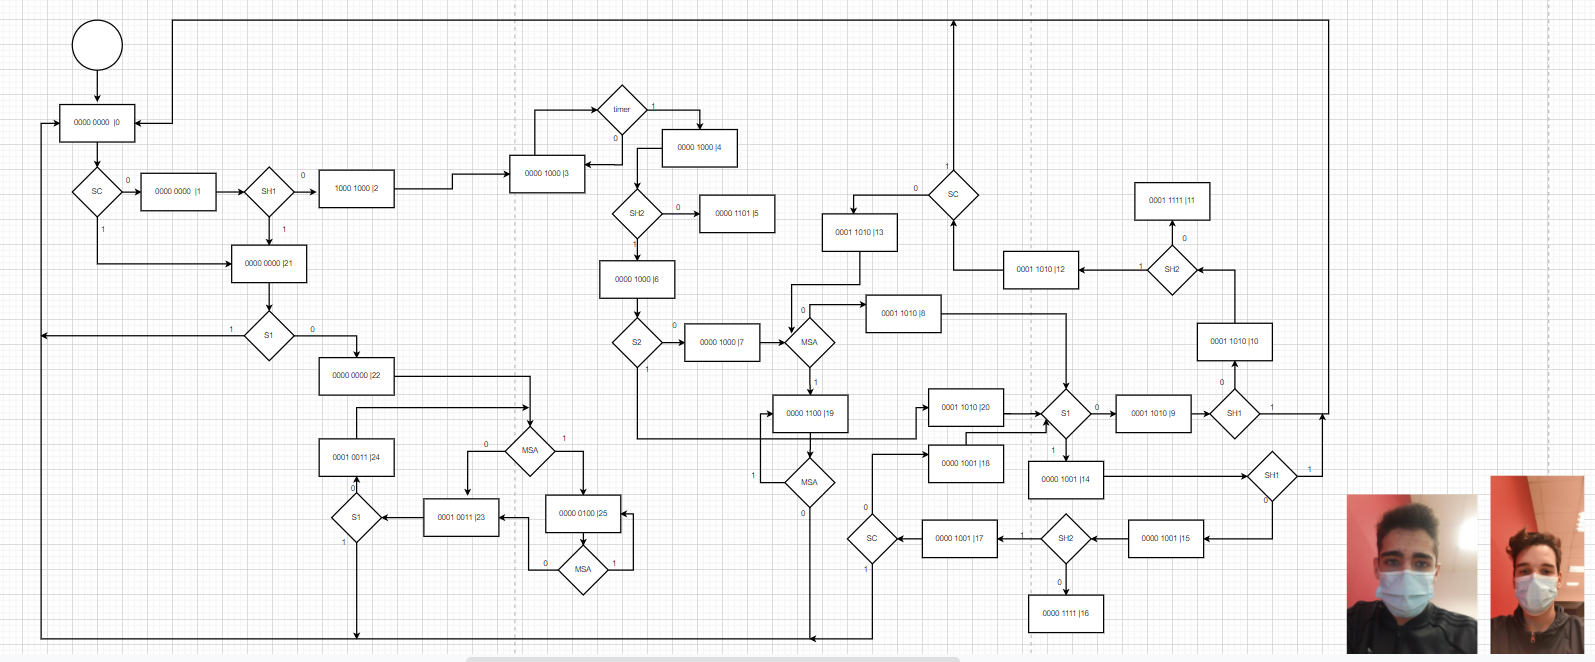 0000 0000 |0
SC
0
1
0000 0000 |1
SH1
0
1
1000 1000 |2
0000 0000 |21
S1
1
0
0000 0000 |22
0001 0011 |24
0
S1
1
MSA
0
1
0001 0011 |23
0000 0100 |25
MSA
0
1
timer
1
0
0000 1000 |3
0000 1000 |4
SH2
0
1
0000 1101 |5
0000 1000 |6
S2
0
1
0000 1000 |7
MSA
0
1
0001 1010 |8
0000 1100 |19
MSA
1
0
0001 1010 |13
SC
1
0
0001 1010 |12
0001 1111 |11
0
SH2
1
0001 1010 |10
0
SH1
1
0001 1010 |9
0001 1010 |20
S1
0
1
0000 1001 |18
0000 1001 |14
SH1
1
0
0000 1001 |15
SH2
1
0
0000 1001 |17
SC
0
1
0000 1111 |16